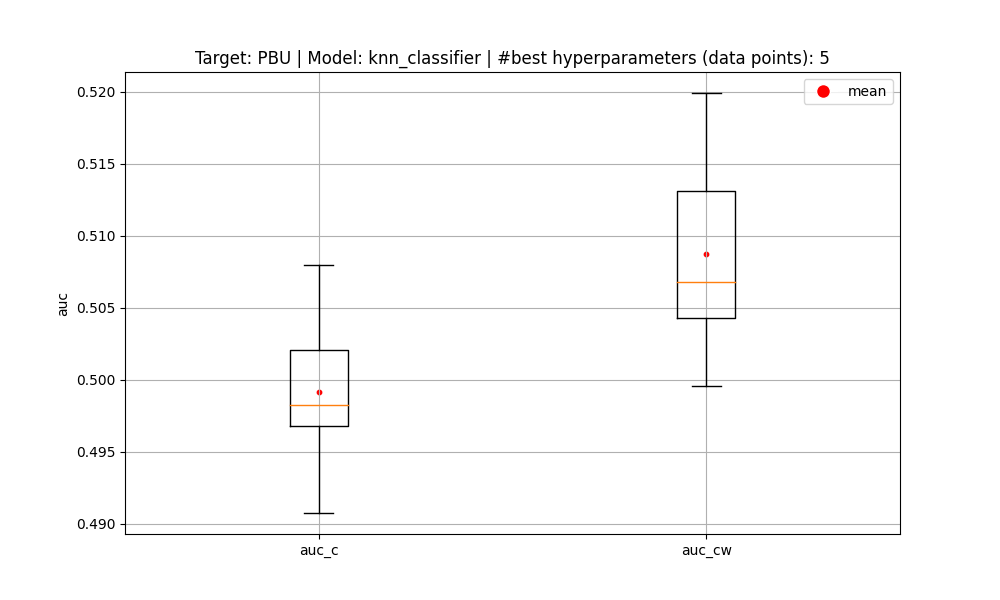 Target: PBU | Model: knn_classifier | #best hyperparameters (data points): 5
mean
0.520
0.515
0.510
0.505
0.500
0.495
0.490
auc
auc_c
auc_cw